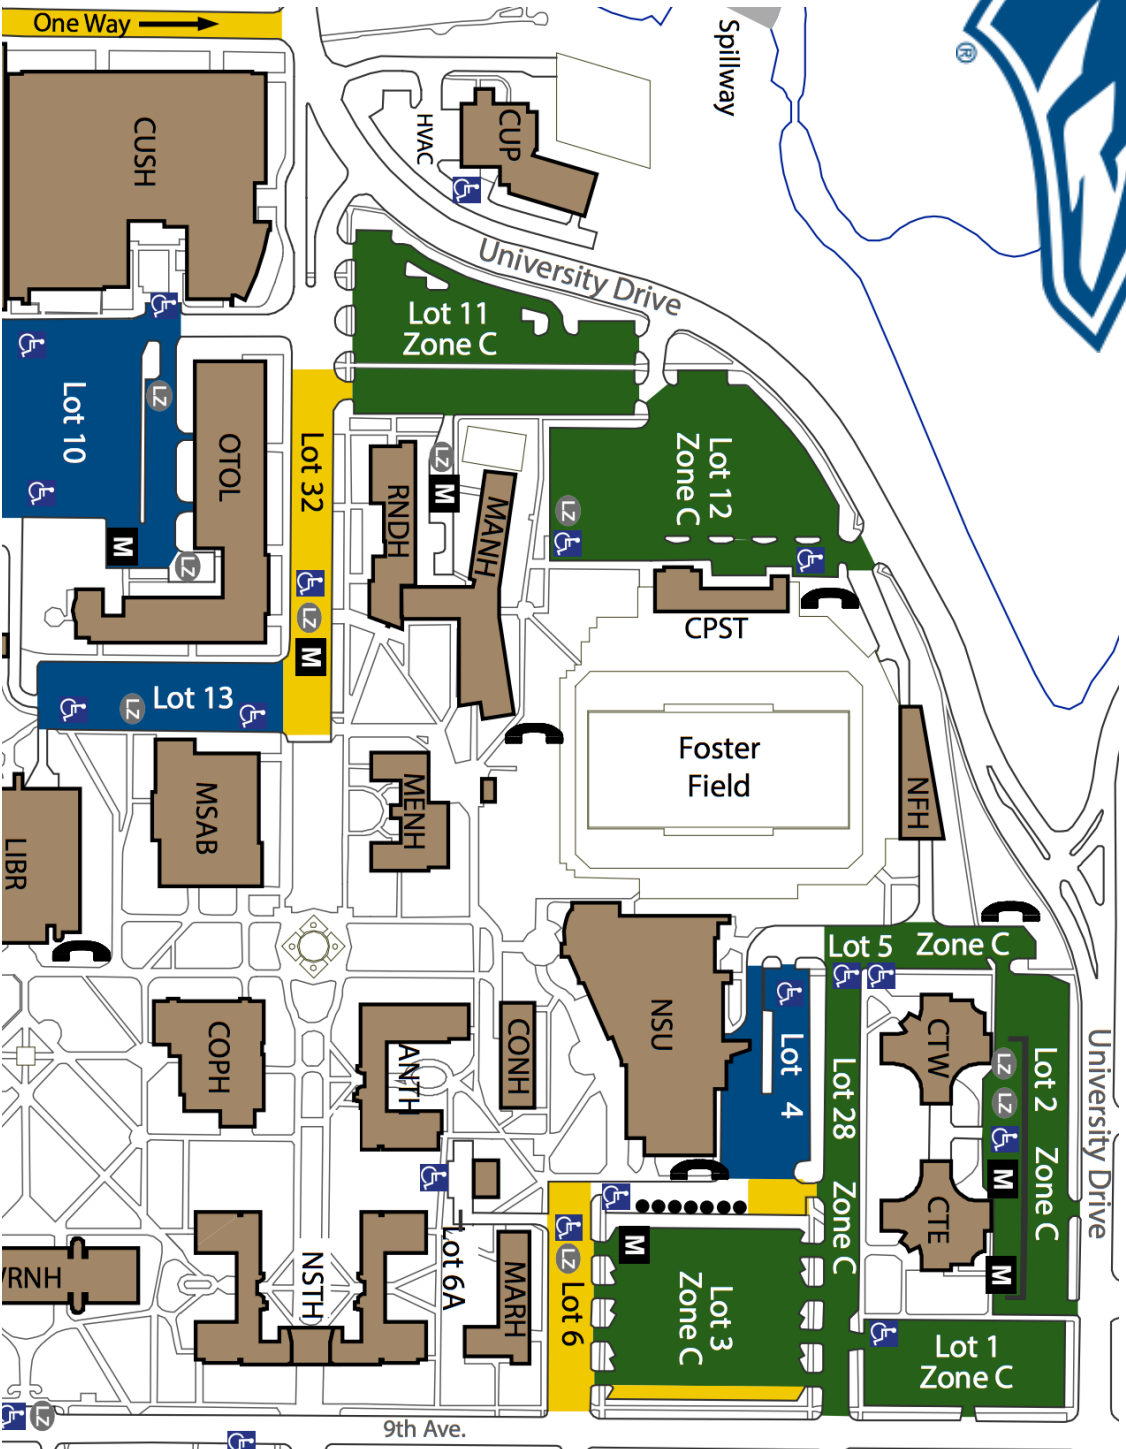 One Way
Spillway
®
CUSH
HVAC
CUP
University Drive
Lot 11
Zone C
Lot 10
LZ
OTOL
Lot 32
LZ
M
RNDH
MANH
Lot 12
Zone C
LZ
M
LZ
CPST
LZ
M
Lot 13
LZ
MSAB
MENH
Foster
Field
NFH
LIBR
Lot 5 Zone C
NSU
COPH
ANTH
CONH
Lot 4
Lot 28 Zone C
CTW
LZ
LZ
M
M
Lot 2 Zone C
University Drive
CTE
VRNH
NSTH
Lot 6A
MARH
LZ
Lot 6
M
Lot 3
Zone C
Lot 1
Zone C
LZ
9th Ave.